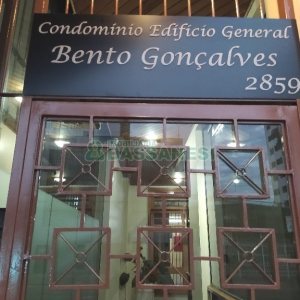 Condomínio Edifício General
Bento Gonçalves
2859